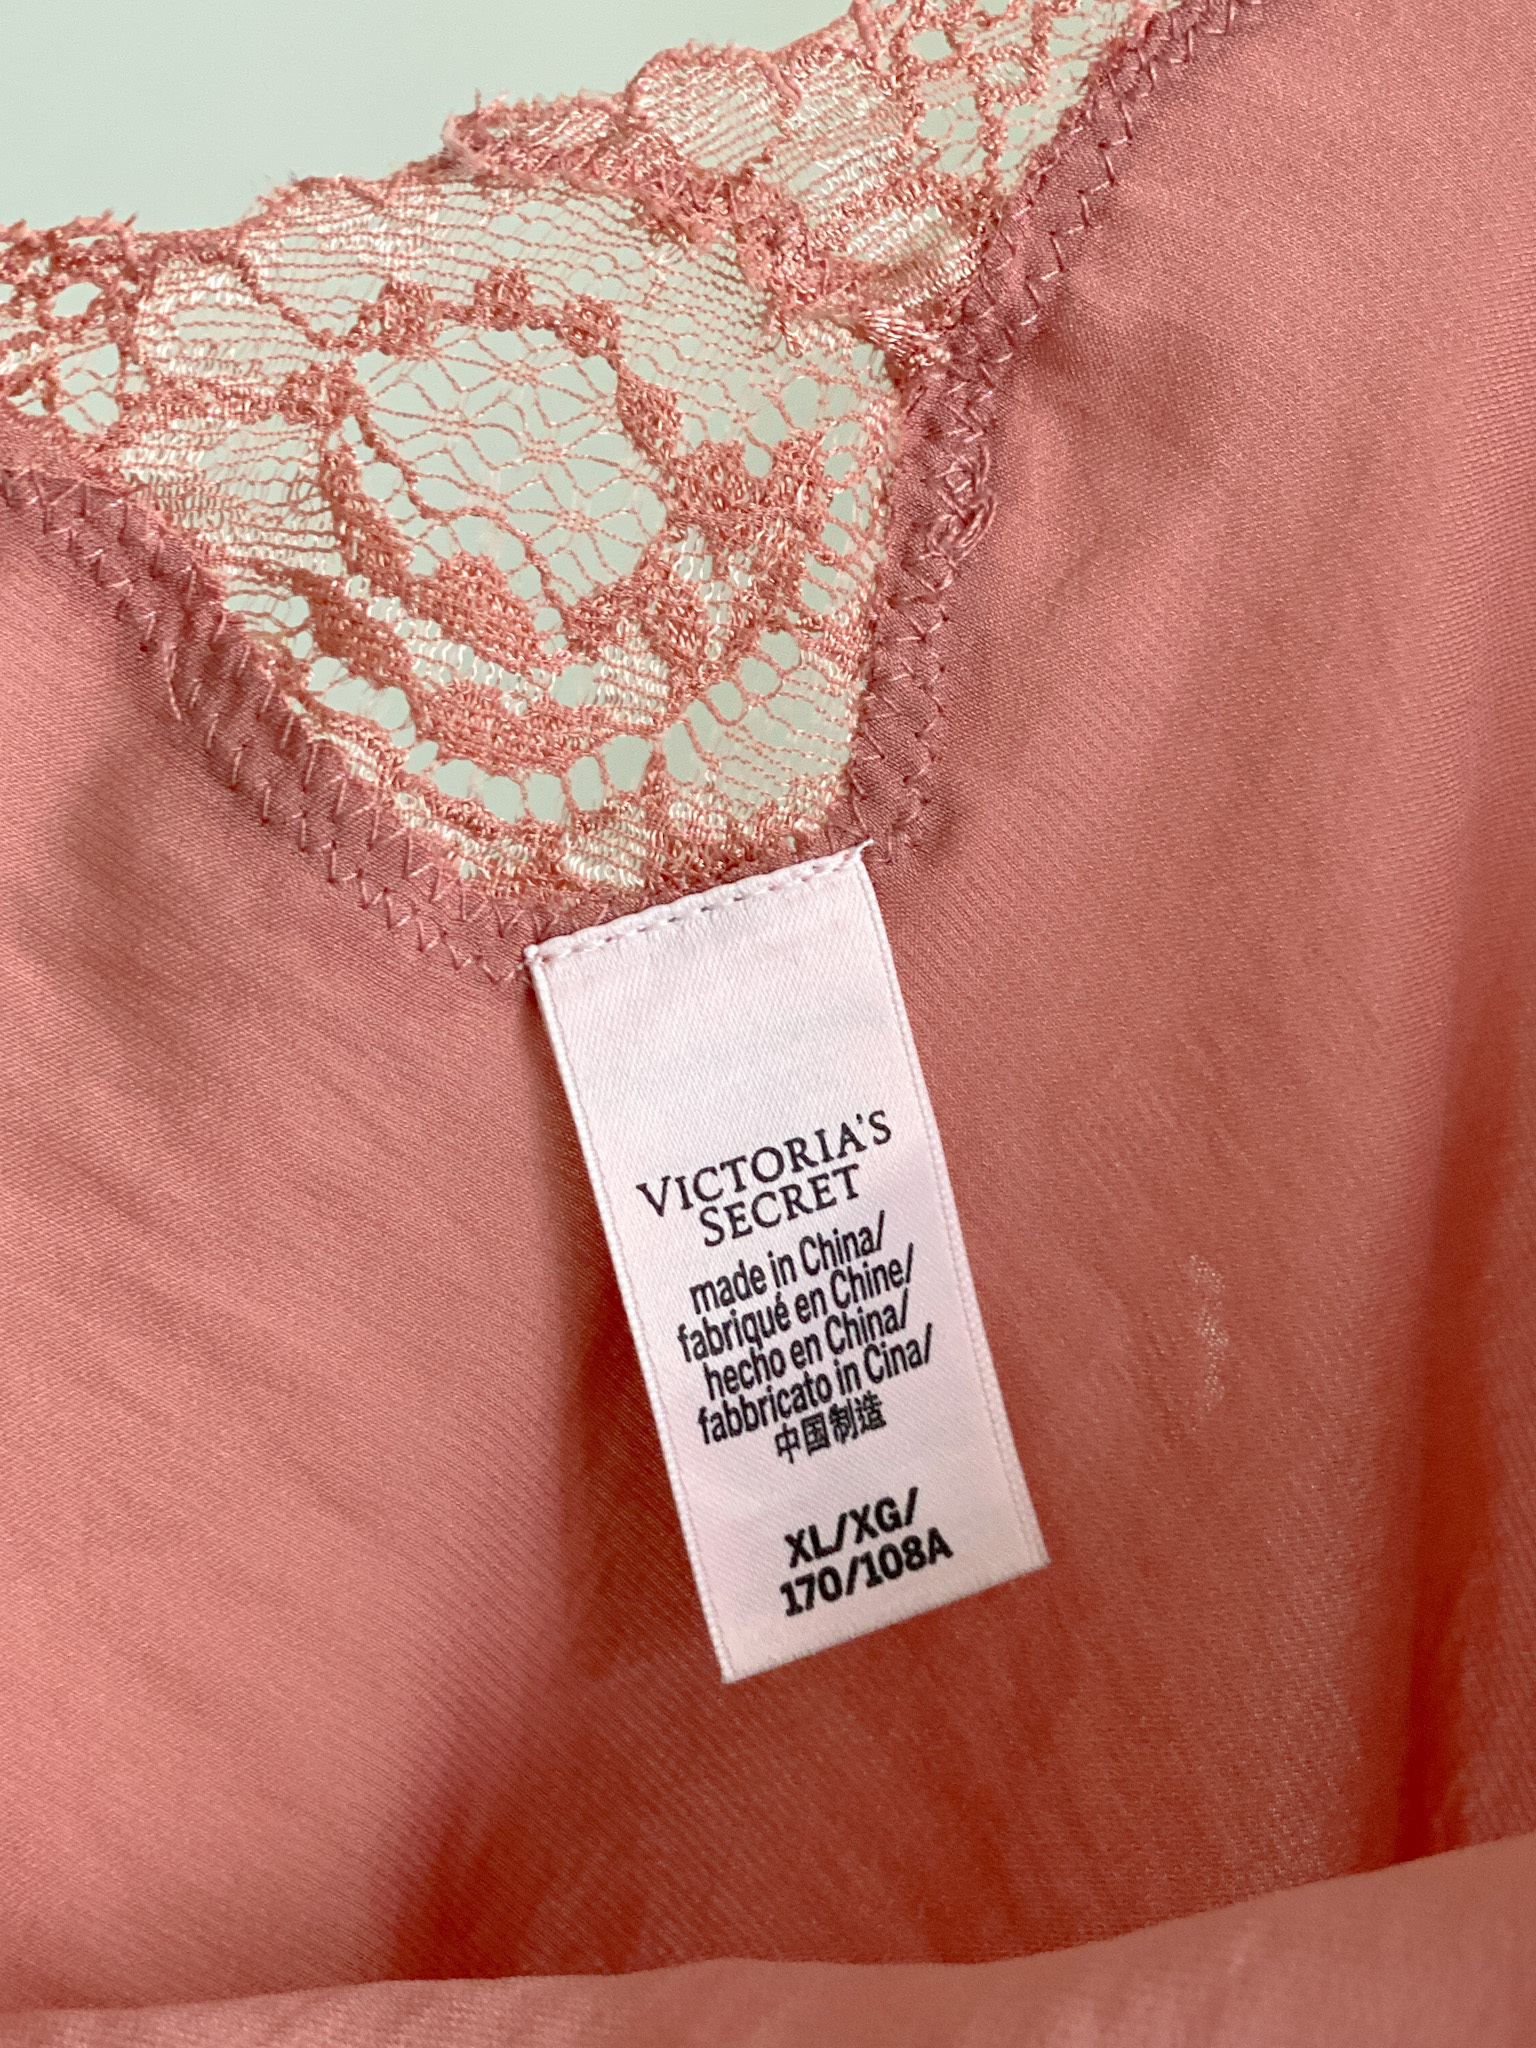 VICTORIA'S
SECRET
made in China/
fabriqué en Chine/
hecho en China/
fabbricato in Cina/
中国制造
XL/XG/
170/108A